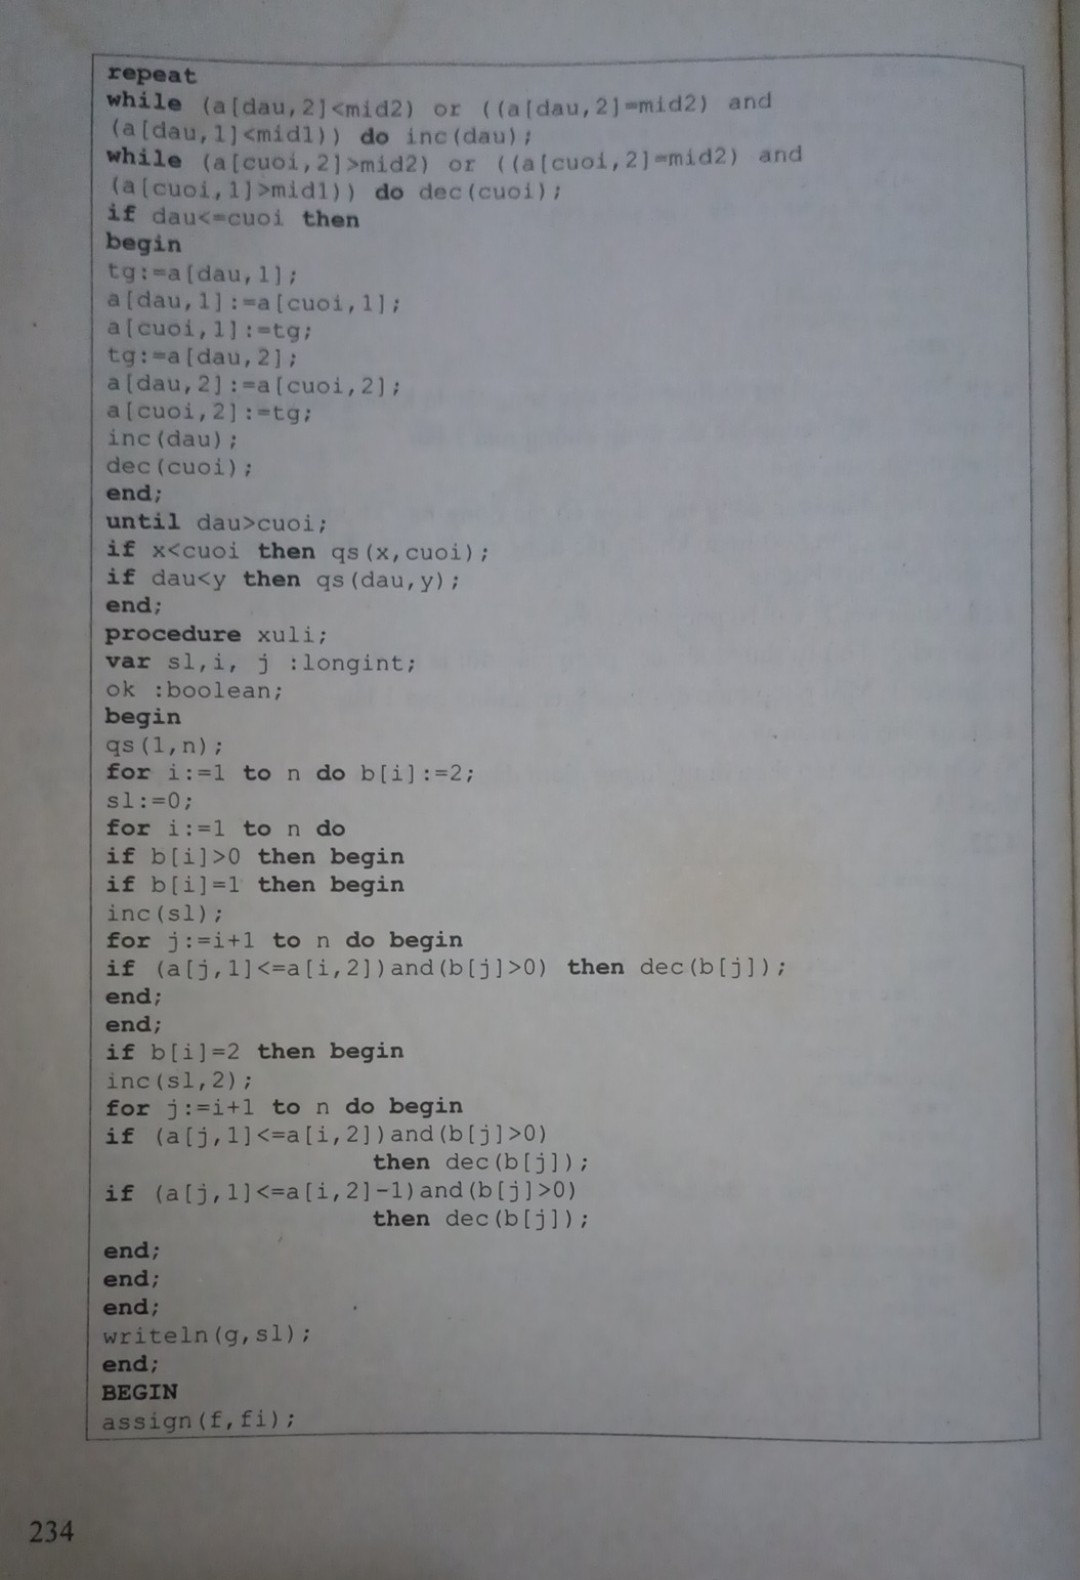 repeat
while (a[dau,2]<mid2) or ((a[dau,2]=mid2) and
(a[dau,1]<mid1)) do inc(dau);
while (a[cuoi,2]>mid2) or ((a[cuoi,2]=mid2) and
(a[cuoi,1]>mid1)) do dec(cuoi);
if dau<=cuoi then
begin
tg:=a[dau,1];
a[dau,1]:=a[cuoi,1];
a[cuoi,1]:=tg;
tg:=a[dau,2];
a[dau,2]:=a[cuoi,2];
a[cuoi,2]:=tg;
inc(dau);
dec(cuoi);
end;
until dau>cuoi;
if x<cuoi then qs(x,cuoi);
if dau<y then qs(dau,y);
end;
procedure xuli;
var sl,i, j :longint;
ok :boolean;
begin
qs(1,n);
for i:=1 to n do b[i]:=2;
sl:=0;
for i:=1 to n do
if b[i]>0 then begin
if b[i]=1 then begin
inc(sl);
for j:=i+1 to n do begin
if (a[j,1]<=a[i,2])and(b[j]>0) then dec(b[j]);
end;
end;
if b[i]=2 then begin
inc(sl,2);
for j:=i+1 to n do begin
if (a[j,1]<=a[i,2])and(b[j]>0)
then dec(b[j]);
if (a[j,1]<=a[i,2]-1)and(b[j]>0)
then dec(b[j]);
end;
end;
end;
writeln(g,sl);
end;
BEGIN
assign(f,fi);
234